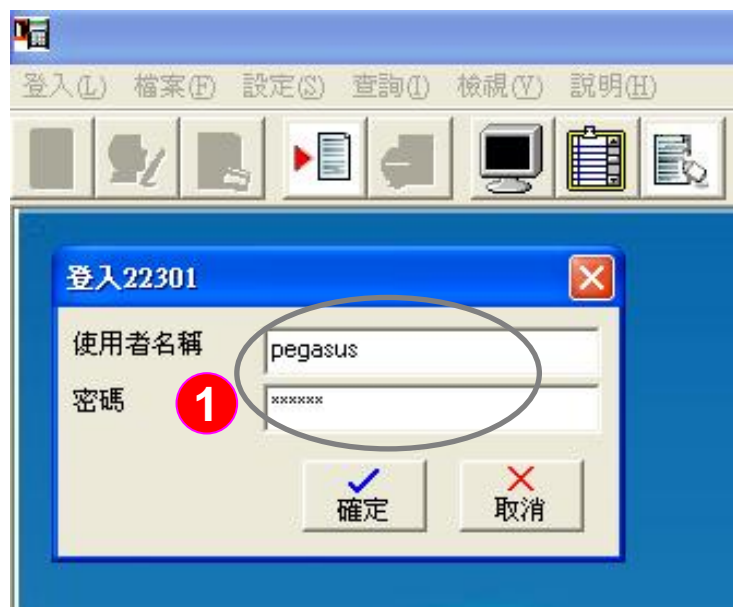 登入(L) 檔案(F) 設定(S) 查詢(I) 檢視(V) 說明(H)
登入22301
使用者名稱 pegasus
密碼 1 ××××××
確定 取消